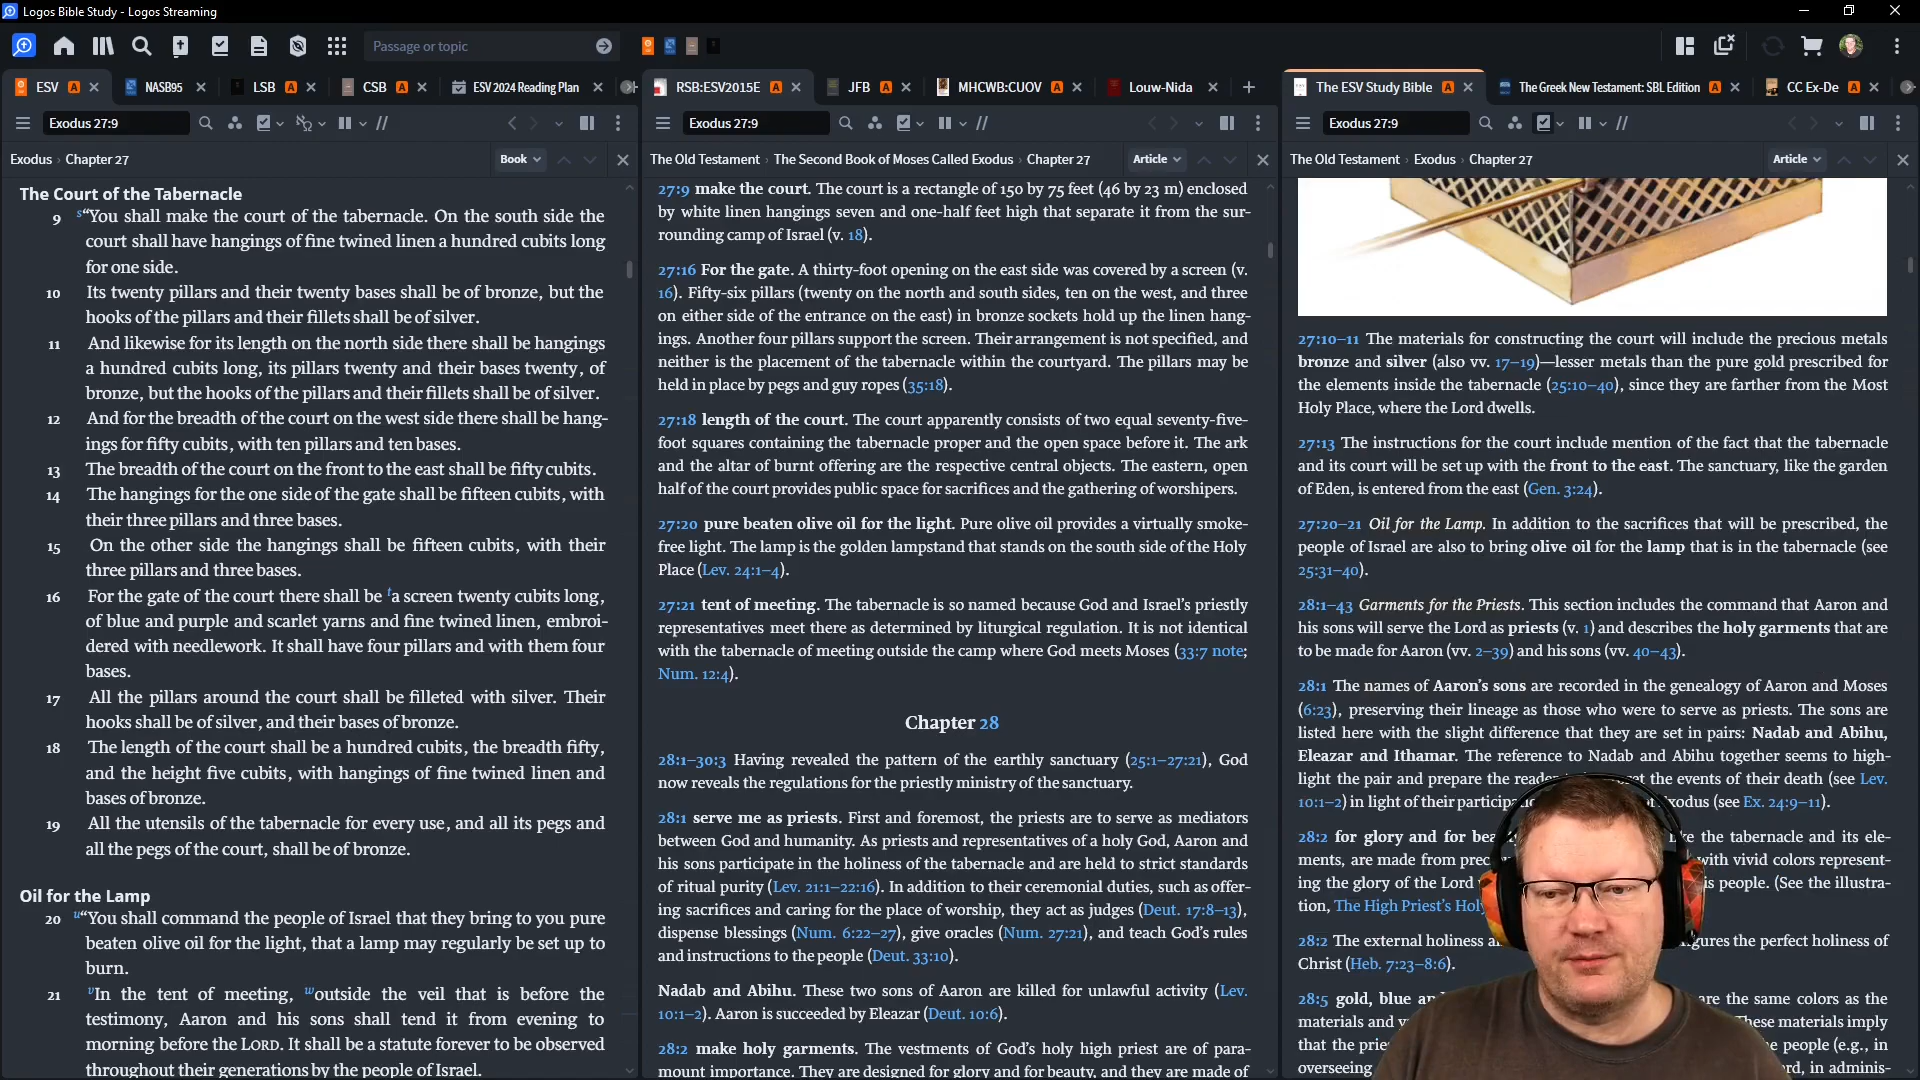 Logos Bible Study - Logos Streaming
Passage or topic
ESV A
NASB95
LSB A
CSB A
ESV 2024 Reading Plan
RSB:ESV2015E A
JFB A
MHCWB:CUOV A
Louw-Nida
The ESV Study Bible A
The Greek New Testament: SBL Edition A
CC Ex-De A
Exodus 27:9
Exodus › Chapter 27
Book
The Court of the Tabernacle
9 s“You shall make the court of the tabernacle. On the south side the
court shall have hangings of fine twined linen a hundred cubits long
for one side.
10 Its twenty pillars and their twenty bases shall be of bronze, but the
hooks of the pillars and their fillets shall be of silver.
11 And likewise for its length on the north side there shall be hangings
a hundred cubits long, its pillars twenty and their bases twenty, of
bronze, but the hooks of the pillars and their fillets shall be of silver.
12 And for the breadth of the court on the west side there shall be hang-
ings for fifty cubits, with ten pillars and ten bases.
13 The breadth of the court on the front to the east shall be fifty cubits.
14 The hangings for the one side of the gate shall be fifteen cubits, with
their three pillars and three bases.
15 On the other side the hangings shall be fifteen cubits, with their
three pillars and three bases.
16 For the gate of the court there shall be ta screen twenty cubits long,
of blue and purple and scarlet yarns and fine twined linen, embroi-
dered with needlework. It shall have four pillars and with them four
bases.
17 All the pillars around the court shall be filleted with silver. Their
hooks shall be of silver, and their bases of bronze.
18 The length of the court shall be a hundred cubits, the breadth fifty,
and the height five cubits, with hangings of fine twined linen and
bases of bronze.
19 All the utensils of the tabernacle for every use, and all its pegs and
all the pegs of the court, shall be of bronze.
Oil for the Lamp
20 u“You shall command the people of Israel that they bring to you pure
beaten olive oil for the light, that a lamp may regularly be set up to
burn.
21 vIn the tent of meeting, woutside the veil that is before the
testimony, Aaron and his sons shall tend it from evening to
morning before the LORD. It shall be a statute forever to be observed
throughout their generations by the people of Israel.
Exodus 27:9
The Old Testament › The Second Book of Moses Called Exodus › Chapter 27
Article
27:9 make the court. The court is a rectangle of 150 by 75 feet (46 by 23 m) enclosed
by white linen hangings seven and one-half feet high that separate it from the sur-
rounding camp of Israel (v. 18).
27:16 For the gate. A thirty-foot opening on the east side was covered by a screen (v.
16). Fifty-six pillars (twenty on the north and south sides, ten on the west, and three
on either side of the entrance on the east) in bronze sockets hold up the linen hang-
ings. Another four pillars support the screen. Their arrangement is not specified, and
neither is the placement of the tabernacle within the courtyard. The pillars may be
held in place by pegs and guy ropes (35:18).
27:18 length of the court. The court apparently consists of two equal seventy-five-
foot squares containing the tabernacle proper and the open space before it. The ark
and the altar of burnt offering are the respective central objects. The eastern, open
half of the court provides public space for sacrifices and the gathering of worshipers.
27:20 pure beaten olive oil for the light. Pure olive oil provides a virtually smoke-
free light. The lamp is the golden lampstand that stands on the south side of the Holy
Place (Lev. 24:1–4).
27:21 tent of meeting. The tabernacle is so named because God and Israel’s priestly
representatives meet there as determined by liturgical regulation. It is not identical
with the tabernacle of meeting outside the camp where God meets Moses (33:7 note;
Num. 12:4).
Chapter 28
28:1–30:3 Having revealed the pattern of the earthly sanctuary (25:1–27:21), God
now reveals the regulations for the priestly ministry of the sanctuary.
28:1 serve me as priests. First and foremost, the priests are to serve as mediators
between God and humanity. As priests and representatives of a holy God, Aaron and
his sons participate in the holiness of the tabernacle and are held to strict standards
of ritual purity (Lev. 21:1–22:16). In addition to their ceremonial duties, such as offer-
ing sacrifices and caring for the place of worship, they act as judges (Deut. 17:8–13),
dispense blessings (Num. 6:22–27), give oracles (Num. 27:21), and teach God’s rules
and instructions to the people (Deut. 33:10).
Nadab and Abihu. These two sons of Aaron are killed for unlawful activity (Lev.
10:1–2). Aaron is succeeded by Eleazar (Deut. 10:6).
28:2 make holy garments. The vestments of God’s holy high priest are of para-
mount importance. They are designed for glory and for beauty, and they are made of
Exodus 27:9
The Old Testament › Exodus › Chapter 27
Article
27:10–11 The materials for constructing the court will include the precious metals
bronze and silver (also vv. 17–19)—lesser metals than the pure gold prescribed for
the elements inside the tabernacle (25:10–40), since they are farther from the Most
Holy Place, where the Lord dwells.
27:13 The instructions for the court include mention of the fact that the tabernacle
and its court will be set up with the front to the east. The sanctuary, like the garden
of Eden, is entered from the east (Gen. 3:24).
27:20–21 Oil for the Lamp. In addition to the sacrifices that will be prescribed, the
people of Israel are also to bring olive oil for the lamp that is in the tabernacle (see
25:31–40).
28:1–43 Garments for the Priests. This section includes the command that Aaron and
his sons will serve the Lord as priests (v. 1) and describes the holy garments that are
to be made for Aaron (vv. 2–39) and his sons (vv. 40–43).
28:1 The names of Aaron’s sons are recorded in the genealogy of Aaron and Moses
(6:23), preserving their lineage as those who were to serve as priests. The sons are
listed here with the slight difference that they are set in pairs: Nadab and Abihu,
Eleazar and Ithamar. The reference to Nadab and Abihu together seems to high-
light the pair and prepare the reader the events of their death (see Lev.
10:1–2) in light of their participa Exodus (see Ex. 24:9–11).
28:2 for glory and for bea the tabernacle and its ele-
ments, are made from prec with vivid colors represent-
ing the glory of the Lord is people. (See the illustra-
tion, The High Priest’s Holy
28:2 The external holiness gures the perfect holiness of
Christ (Heb. 7:23–8:6).
28:5 gold, blue an are the same colors as the
materials and These materials imply
that the prie people (e.g., in
overseeing rd, in adminis-